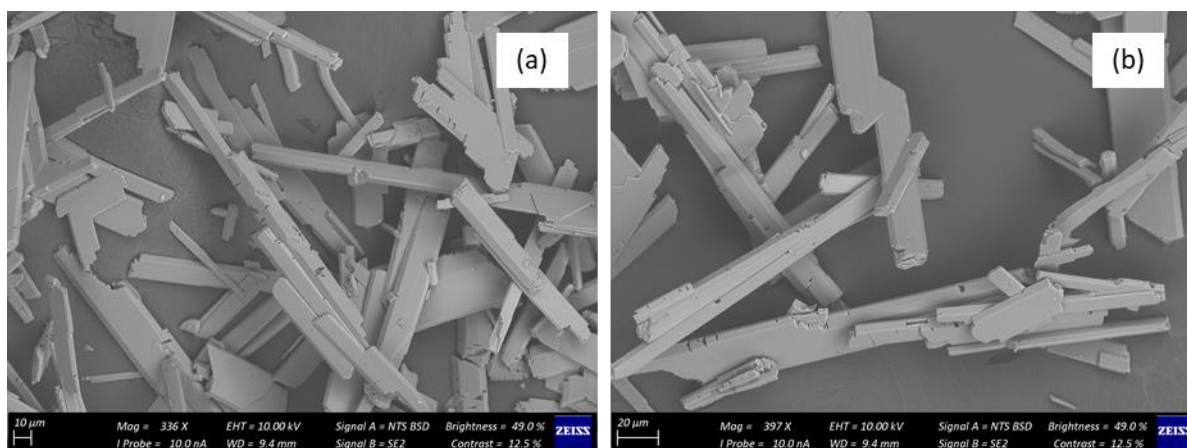 (a)
10 µm
Mag = 336 X
EHT = 10.00 kV
Signal A = NTS BSD
Brightness = 49.0 %
I Probe = 10.0 nA
WD = 9.4 mm
Signal B = SE2
Contrast = 12.5 %
ZEISS
(b)
20 µm
Mag = 397 X
EHT = 10.00 kV
Signal A = NTS BSD
Brightness = 49.0 %
I Probe = 10.0 nA
WD = 9.4 mm
Signal B = SE2
Contrast = 12.5 %
ZEISS